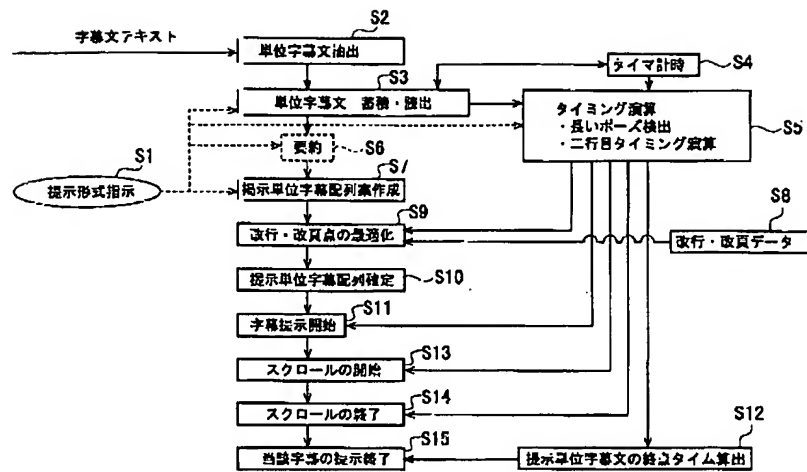 字幕文テキスト
S2
単位字幕文抽出
S3
単位字幕文 蓄積・読出
タイマ計時
S4
タイミング演算
・長いポーズ検出
・二行目タイミング演算
S5
要約
S6
S1
提示形式指示
S7
提示単位字幕配列案作成
S9
改行・改頁点の最適化
S8
改行・改頁データ
提示単位字幕配列確定
S10
S11
字幕提示開始
S13
スクロールの開始
S14
スクロールの終了
S15
当該字幕の提示終了
S12
提示単位字幕文の終点タイム算出